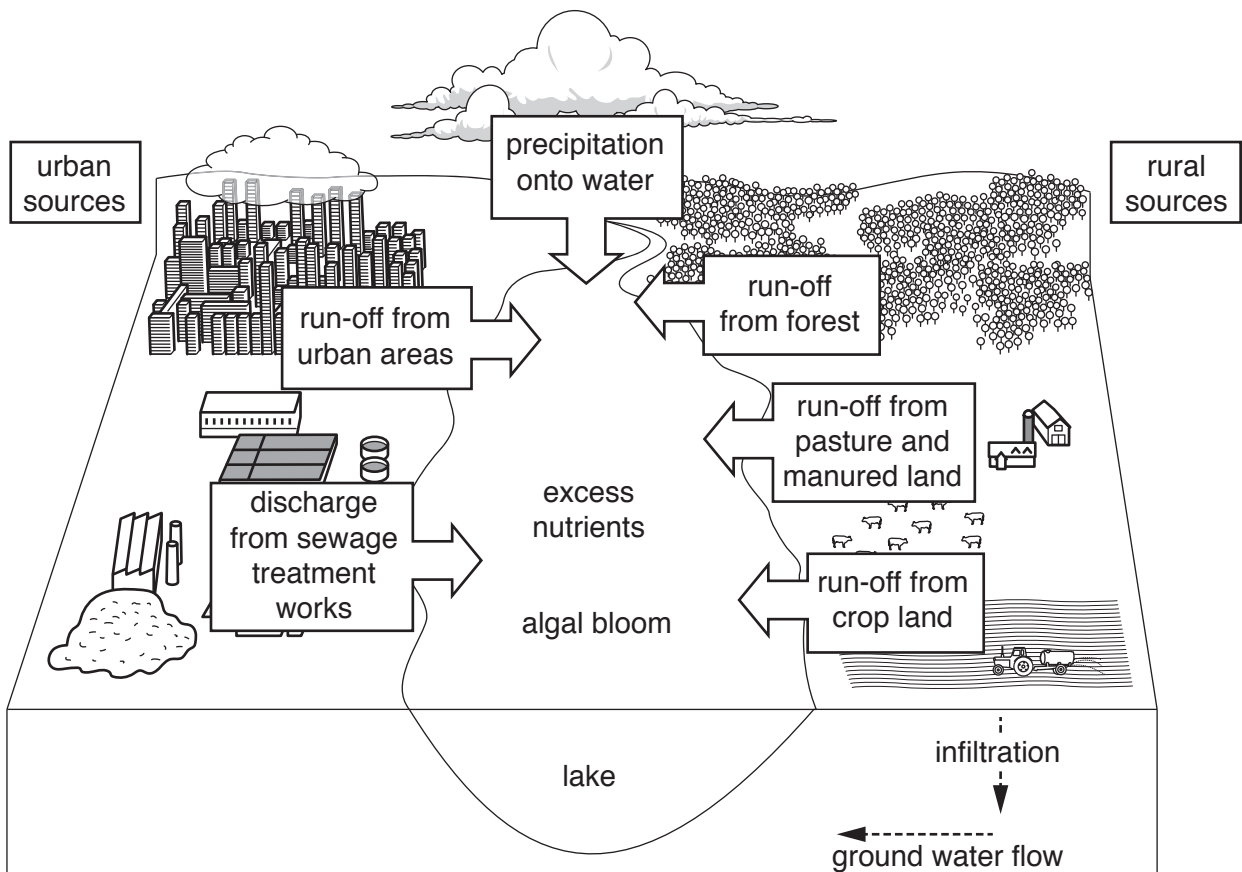 precipitation
onto water
urban
sources
rural
sources
run-off
from forest
run-off from
urban areas
run-off from
pasture and
manured land
discharge
from sewage
treatment
works
excess
nutrients
run-off from
crop land
algal bloom
infiltration
lake
ground water flow